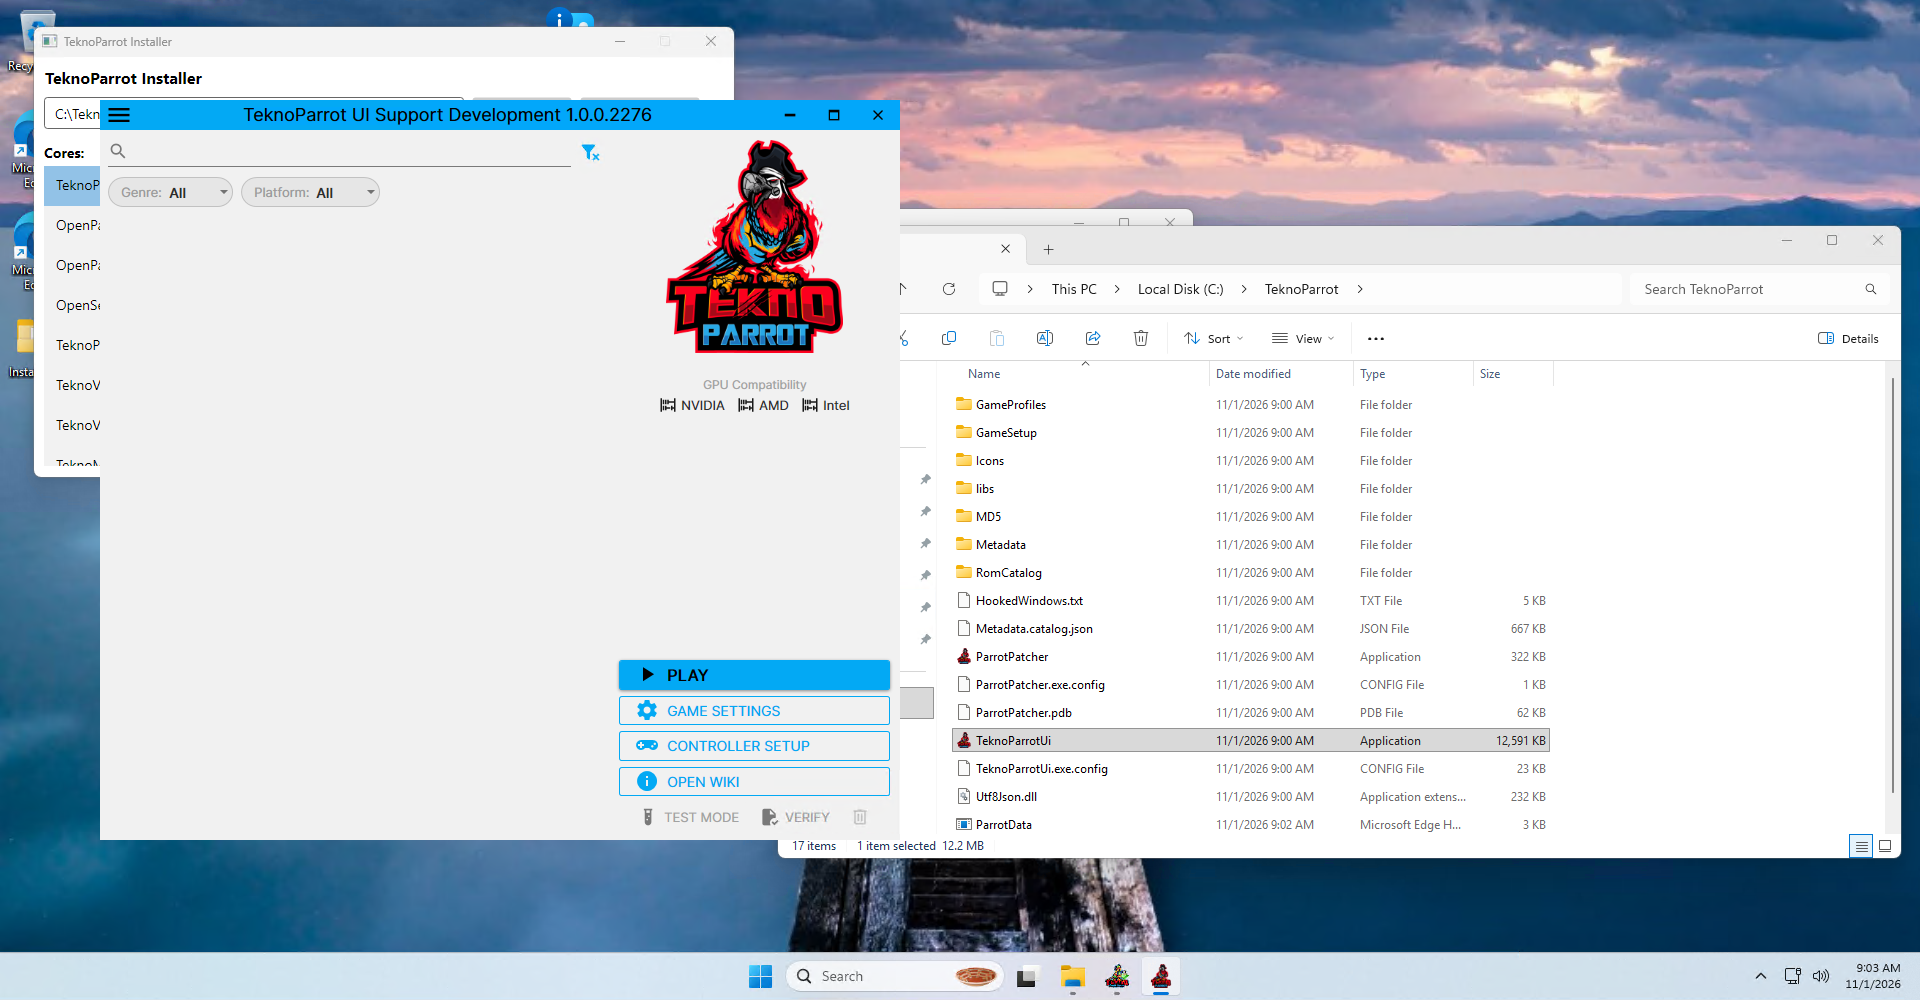 TeknoParrot Installer
TeknoParrot Installer
C:\Tekn
Cores:
TeknoP
OpenPa
OpenPa
OpenSe
TeknoP
TeknoV
TeknoV
Recy
Mic
Ed
Mic
Ed
Insta
TeknoParrot UI Support Development 1.0.0.2276
Genre: All
Platform: All
TEKNO
PARROT
GPU Compatibility
NVIDIA AMD Intel
PLAY
GAME SETTINGS
CONTROLLER SETUP
OPEN WIKI
TEST MODE VERIFY
This PC Local Disk (C:) TeknoParrot
Search TeknoParrot
Sort View Details
Name Date modified Type Size
GameProfiles 11/1/2026 9:00 AM File folder
GameSetup 11/1/2026 9:00 AM File folder
Icons 11/1/2026 9:00 AM File folder
libs 11/1/2026 9:00 AM File folder
MD5 11/1/2026 9:00 AM File folder
Metadata 11/1/2026 9:00 AM File folder
RomCatalog 11/1/2026 9:00 AM File folder
HookedWindows.txt 11/1/2026 9:00 AM TXT File 5 KB
Metadata.catalog.json 11/1/2026 9:00 AM JSON File 667 KB
ParrotPatcher 11/1/2026 9:00 AM Application 322 KB
ParrotPatcher.exe.config 11/1/2026 9:00 AM CONFIG File 1 KB
ParrotPatcher.pdb 11/1/2026 9:00 AM PDB File 62 KB
TeknoParrotUi 11/1/2026 9:00 AM Application 12,591 KB
TeknoParrotUi.exe.config 11/1/2026 9:00 AM CONFIG File 23 KB
Utf8Json.dll 11/1/2026 9:00 AM Application extens... 232 KB
ParrotData 11/1/2026 9:02 AM Microsoft Edge H... 3 KB
17 items 1 item selected 12.2 MB
Search
9:03 AM
11/1/2026